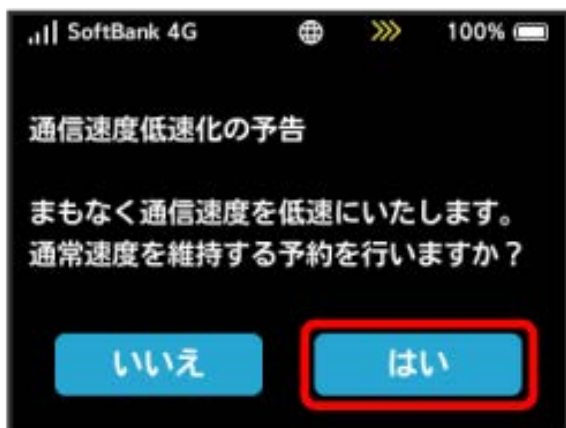 SoftBank 4G 100%
通信速度低速化の予告
まもなく通信速度を低速にいたします。
通常速度を維持する予約を行いますか？
いいえ はい